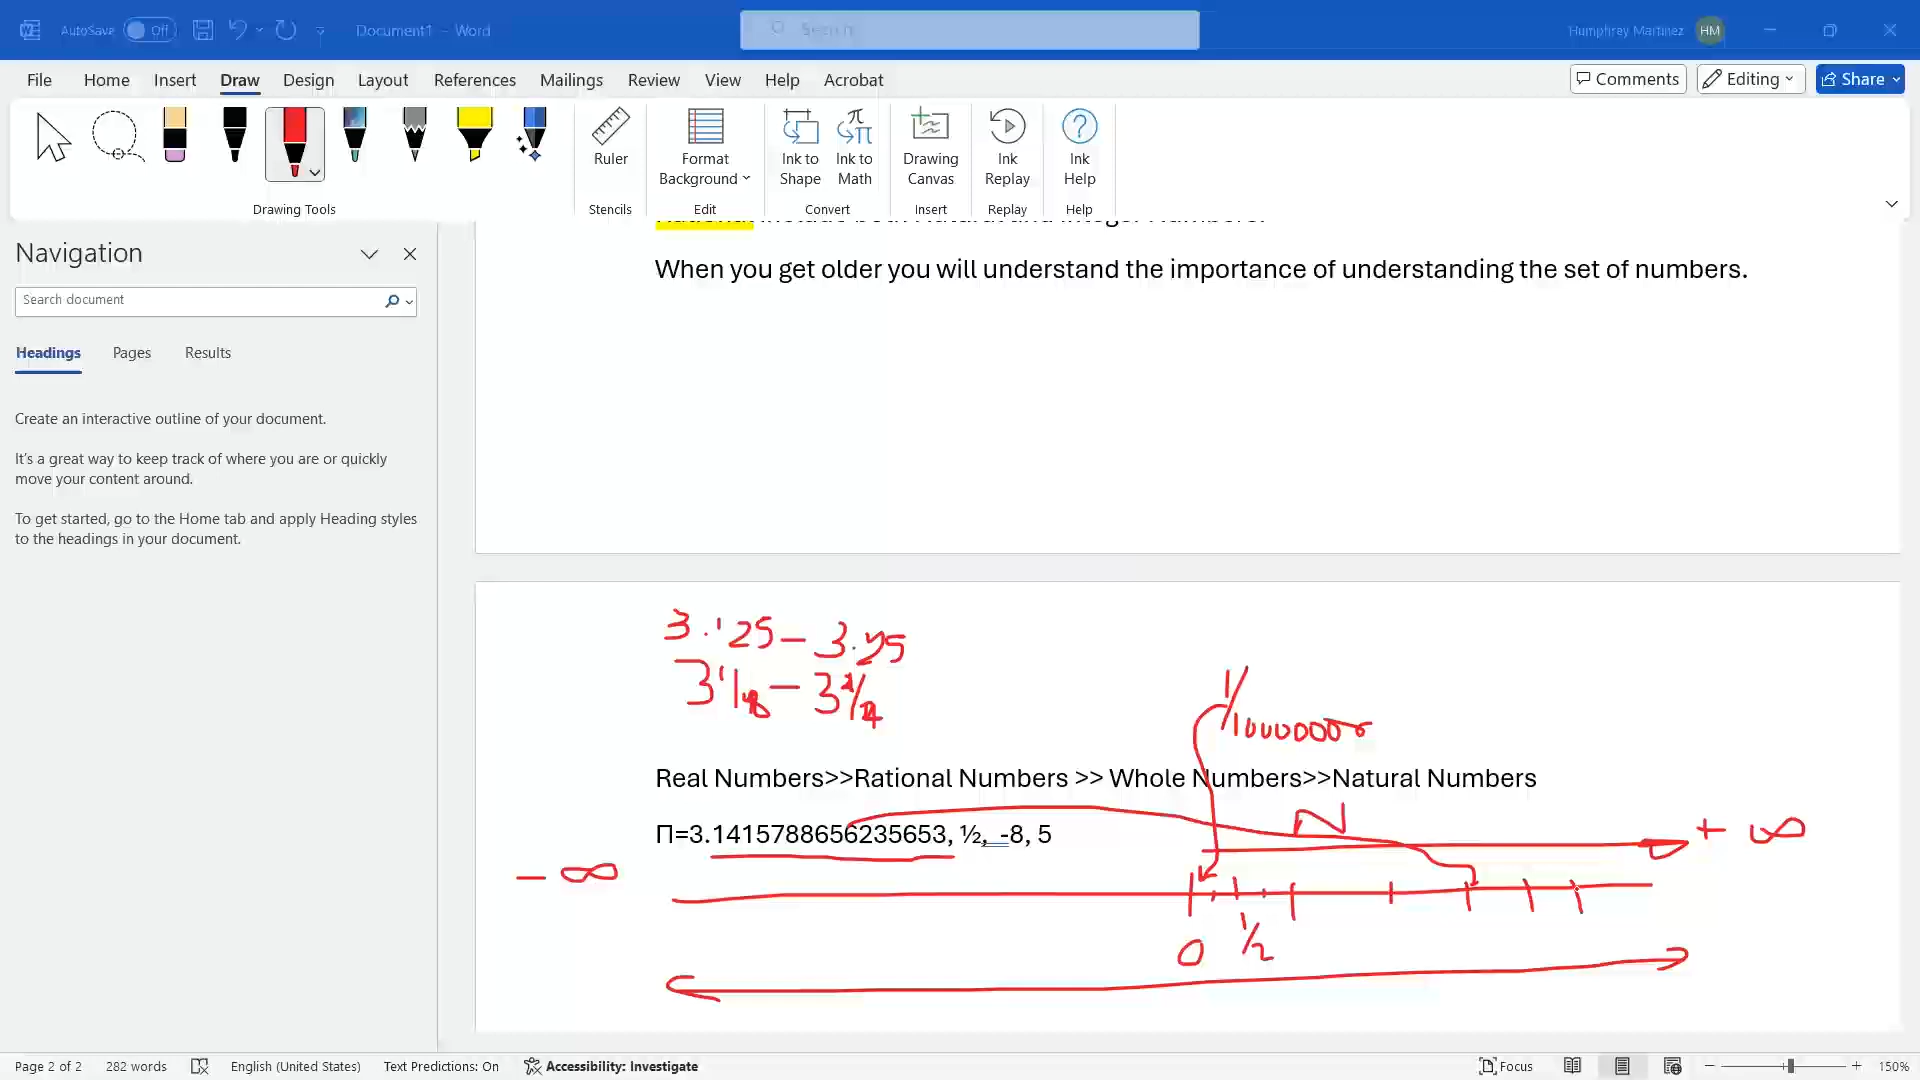 AutoSave Off Document1 - Word Search Humphrey Martinez HM
File Home Insert Draw Design Layout References Mailings Review View Help Acrobat Comments Editing Share
Ruler Format Background Ink to Shape Ink to Math Drawing Canvas Ink Replay Ink Help
Drawing Tools Stencils Edit Convert Insert Replay Help
Navigation
Search document
Headings Pages Results
Create an interactive outline of your document.
It's a great way to keep track of where you are or quickly
move your content around.
To get started, go to the Home tab and apply Heading styles
to the headings in your document.
When you get older you will understand the importance of understanding the set of numbers.
3.125 – 3.25
3 1/8 – 3 1/4
Real Numbers>>Rational Numbers >> Whole Numbers>>Natural Numbers
N
Π=3.1415788656235653, ½, -8, 5
+ ∞
- ∞
0 1/2
Page 2 of 2 282 words English (United States) Text Predictions: On Accessibility: Investigate Focus 150%